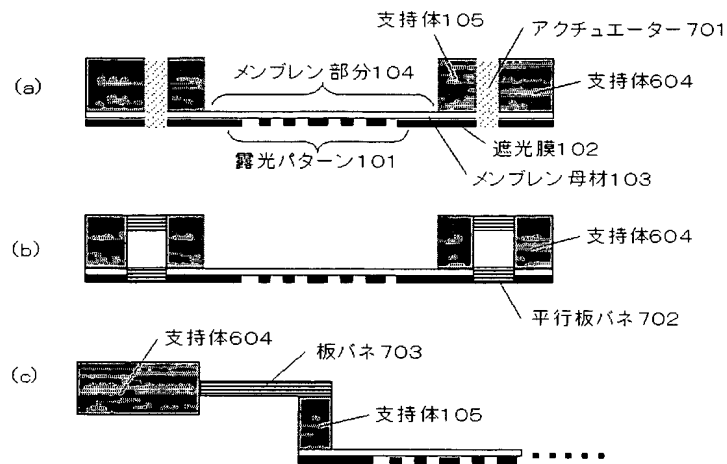 支持体105
アクチュエーター701
(a)
メンブレン部分104
支持体604
遮光膜102
露光パターン101
メンブレン母材103
(b)
支持体604
平行板バネ702
(c)
支持体604
板バネ703
支持体105